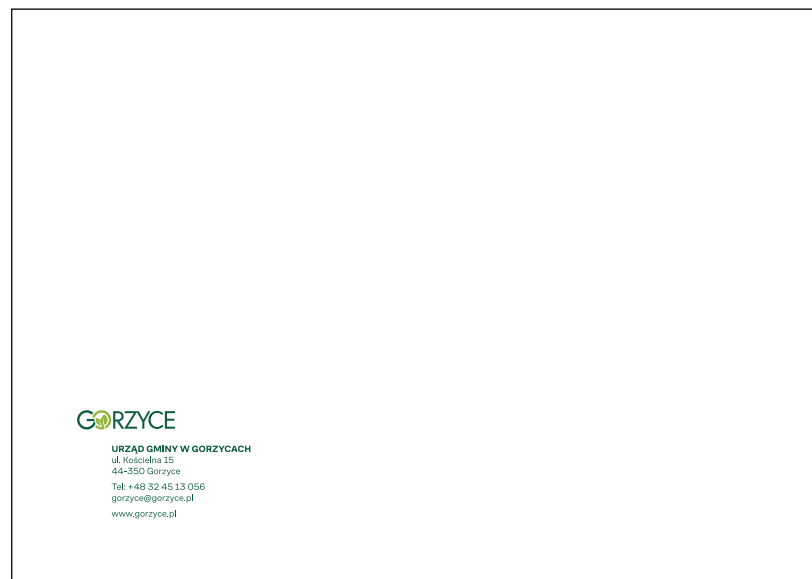 GORZYCE
URZĄD GMINY W GORZYCACH
ul. Kościelna 15
44-350 Gorzyce
Tel: +48 32 45 13 056
gorzyce@gorzyce.pl
www.gorzyce.pl